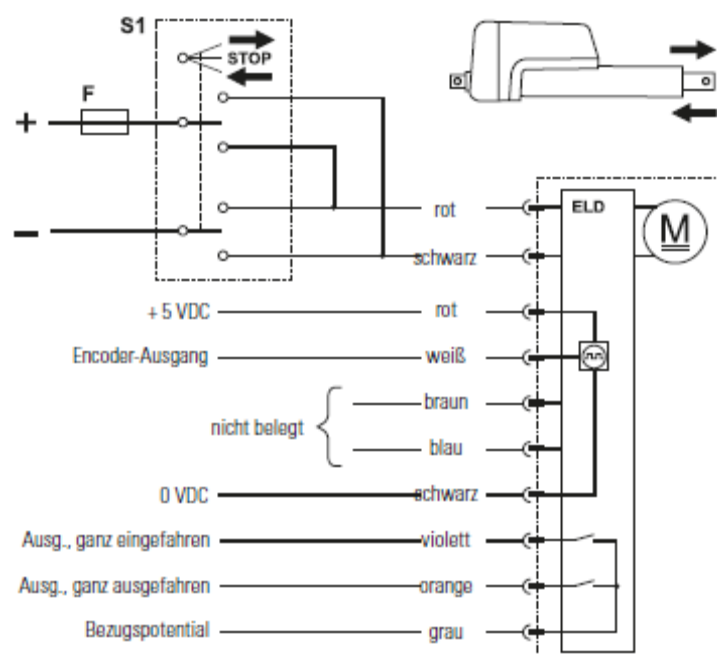 S1
STOP
F
+
−
rot
ELD
M
schwarz
+ 5 VDC rot
Encoder-Ausgang weiß
braun
nicht belegt
blau
0 VDC schwarz
Ausg., ganz eingefahren violett
Ausg., ganz ausgefahren orange
Bezugspotential grau